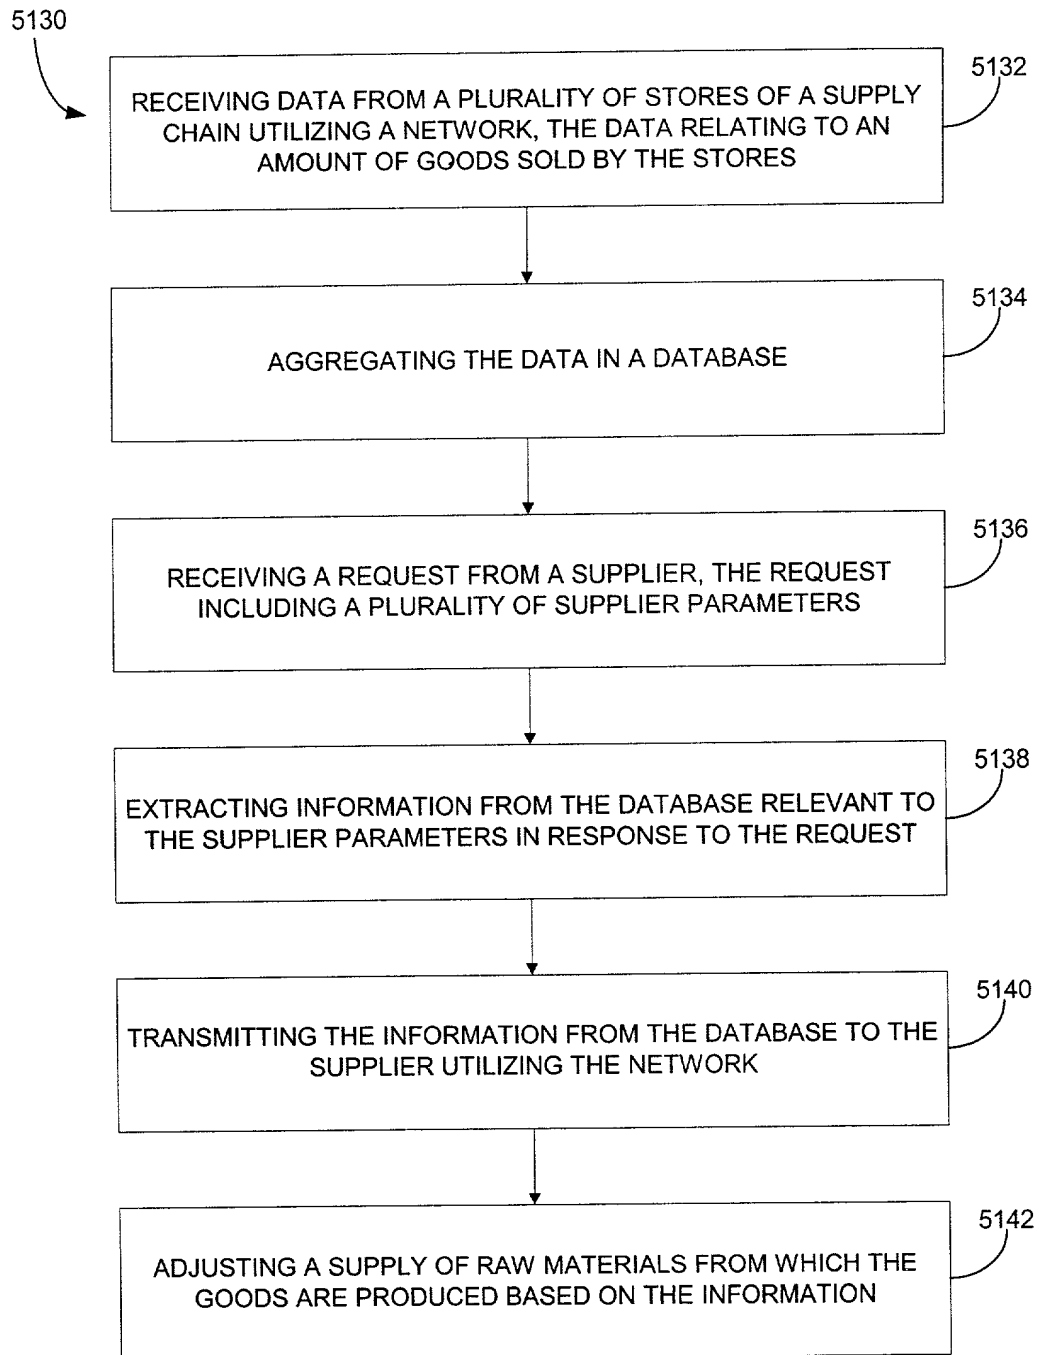 5130
5132
RECEIVING DATA FROM A PLURALITY OF STORES OF A SUPPLY
CHAIN UTILIZING A NETWORK, THE DATA RELATING TO AN
AMOUNT OF GOODS SOLD BY THE STORES
5134
AGGREGATING THE DATA IN A DATABASE
5136
RECEIVING A REQUEST FROM A SUPPLIER, THE REQUEST
INCLUDING A PLURALITY OF SUPPLIER PARAMETERS
5138
EXTRACTING INFORMATION FROM THE DATABASE RELEVANT TO
THE SUPPLIER PARAMETERS IN RESPONSE TO THE REQUEST
5140
TRANSMITTING THE INFORMATION FROM THE DATABASE TO THE
SUPPLIER UTILIZING THE NETWORK
5142
ADJUSTING A SUPPLY OF RAW MATERIALS FROM WHICH THE
GOODS ARE PRODUCED BASED ON THE INFORMATION